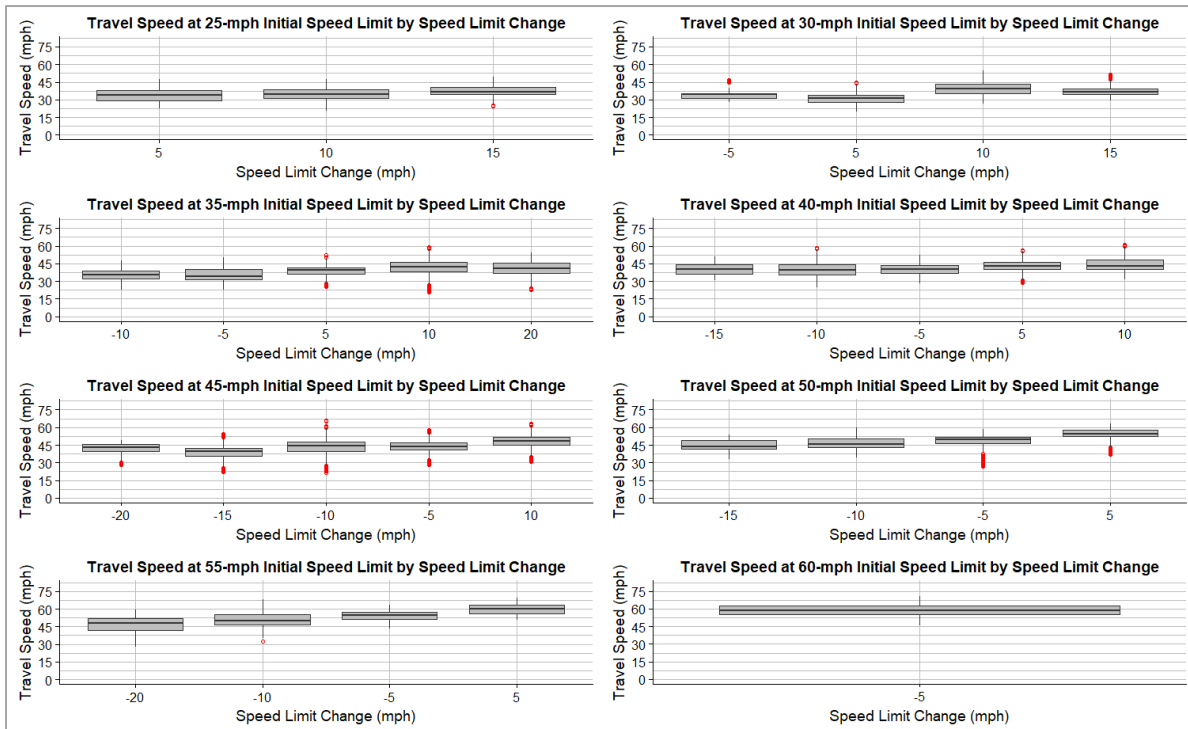 Travel Speed at 25-mph Initial Speed Limit by Speed Limit Change
Travel Speed (mph)
75
60
45
30
15
0
5 10 15
Speed Limit Change (mph)
Travel Speed at 30-mph Initial Speed Limit by Speed Limit Change
Travel Speed (mph)
75
60
45
30
15
0
-5 5 10 15
Speed Limit Change (mph)
Travel Speed at 35-mph Initial Speed Limit by Speed Limit Change
Travel Speed (mph)
75
60
45
30
15
0
-10 -5 5 10 20
Speed Limit Change (mph)
Travel Speed at 40-mph Initial Speed Limit by Speed Limit Change
Travel Speed (mph)
75
60
45
30
15
0
-15 -10 -5 5 10
Speed Limit Change (mph)
Travel Speed at 45-mph Initial Speed Limit by Speed Limit Change
Travel Speed (mph)
75
60
45
30
15
0
-20 -15 -10 -5 10
Speed Limit Change (mph)
Travel Speed at 50-mph Initial Speed Limit by Speed Limit Change
Travel Speed (mph)
75
60
45
30
15
0
-15 -10 -5 5
Speed Limit Change (mph)
Travel Speed at 55-mph Initial Speed Limit by Speed Limit Change
Travel Speed (mph)
75
60
45
30
15
0
-20 -10 -5 5
Speed Limit Change (mph)
Travel Speed at 60-mph Initial Speed Limit by Speed Limit Change
Travel Speed (mph)
75
60
45
30
15
0
-5
Speed Limit Change (mph)